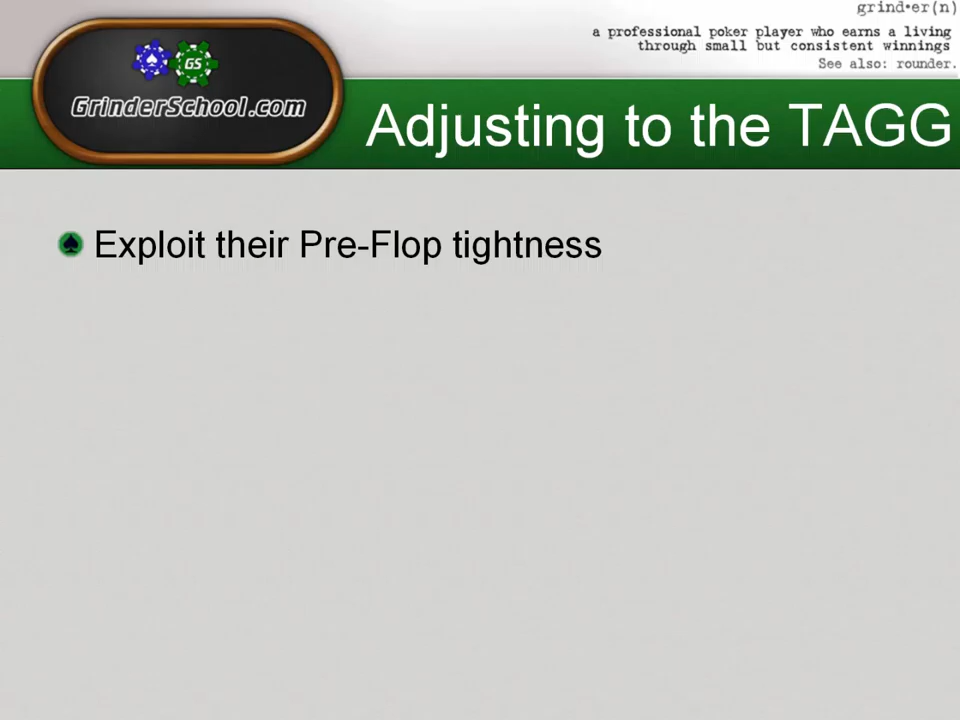 grind•er(n)
a professional poker player who earns a living
through small but consistent winnings
See also: rounder.
GS
GrinderSchool.com
Adjusting to the TAGG
Exploit their Pre-Flop tightness